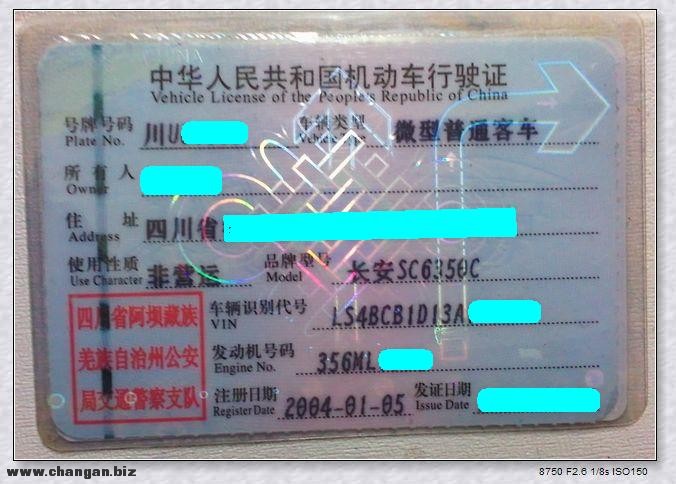 中华人民共和国机动车行驶证
Vehicle License of the People's Republic of China
号牌号码 川U 车辆类型 微型普通客车
Plate No. Vehicle Type
所有人
Owner
住址 四川省
Address
使用性质 非营运 品牌型号 长安SC6350C
Use Character Model
四川省阿坝藏族
羌族自治州公安
局交通警察支队
车辆识别代号 LS4BCB1D13A
VIN
发动机号码 356ML
Engine No.
注册日期 2004-01-05 发证日期
Register Date Issue Date
www.changan.biz
8750 F2.6 1/8s ISO150